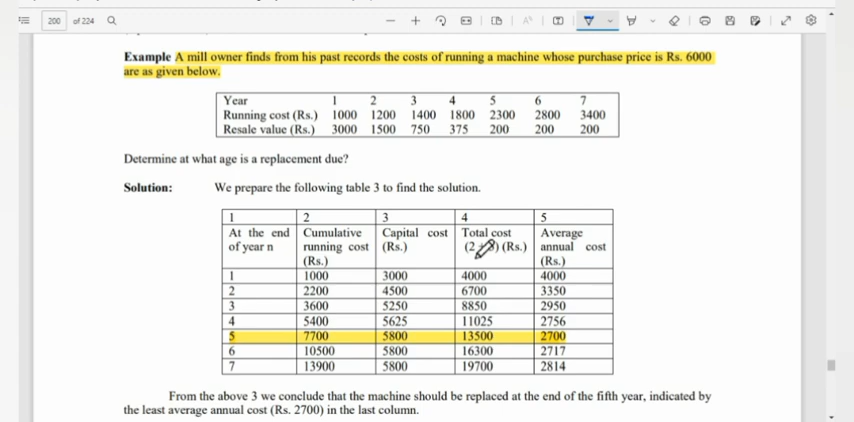 200 of 224
Example A mill owner finds from his past records the costs of running a machine whose purchase price is Rs. 6000
are as given below.
Year 1 2 3 4 5 6 7
Running cost (Rs.) 1000 1200 1400 1800 2300 2800 3400
Resale value (Rs.) 3000 1500 750 375 200 200 200
Determine at what age is a replacement due?
Solution: We prepare the following table 3 to find the solution.
1 2 3 4 5
At the end Cumulative Capital cost Total cost Average
of year n running cost (Rs.) (2+3) (Rs.) annual cost
(Rs.) (Rs.)
1 1000 3000 4000 4000
2 2200 4500 6700 3350
3 3600 5250 8850 2950
4 5400 5625 11025 2756
5 7700 5800 13500 2700
6 10500 5800 16300 2717
7 13900 5800 19700 2814
From the above 3 we conclude that the machine should be replaced at the end of the fifth year, indicated by
the least average annual cost (Rs. 2700) in the last column.